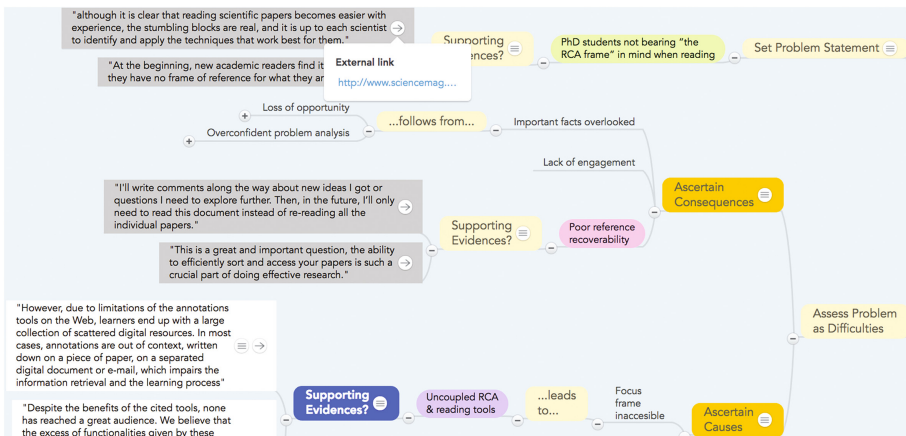 "although it is clear that reading scientific papers becomes easier with
experience, the stumbling blocks are real, and it is up to each scientist
to identify and apply the techniques that work best for them."
"At the beginning, new academic readers find it
they have no frame of reference for what they
External link
http://www.sciencemag....
Supporting
PhD students not bearing "the
RCA frame" in mind when reading
Set Problem Statement
Loss of opportunity
Overconfident problem analysis
...follows from...
Important facts overlooked
Lack of engagement
"I'll write comments along the way about new ideas I got or
questions I need to explore further. Then, in the future, I'll only
need to read this document instead of re-reading all the
individual papers."
"This is a great and important question, the ability
to efficiently sort and access your papers is such a
crucial part of doing effective research."
Supporting
Evidences?
Poor reference
recoverability
Ascertain
Consequences
Assess Problem
as Difficulties
"However, due to limitations of the annotations
tools on the Web, learners end up with a large
collection of scattered digital resources. In most
cases, annotations are out of context, written
down on a piece of paper, on a separated
digital document or e-mail, which impairs the
information retrieval and the learning process"
"Despite the benefits of the cited tools, none
has reached a great audience. We believe that
the excess of functionalities given by these
Supporting
Evidences?
Uncoupled RCA
& reading tools
...leads
to...
Focus
frame
inaccesible
Ascertain
Causes